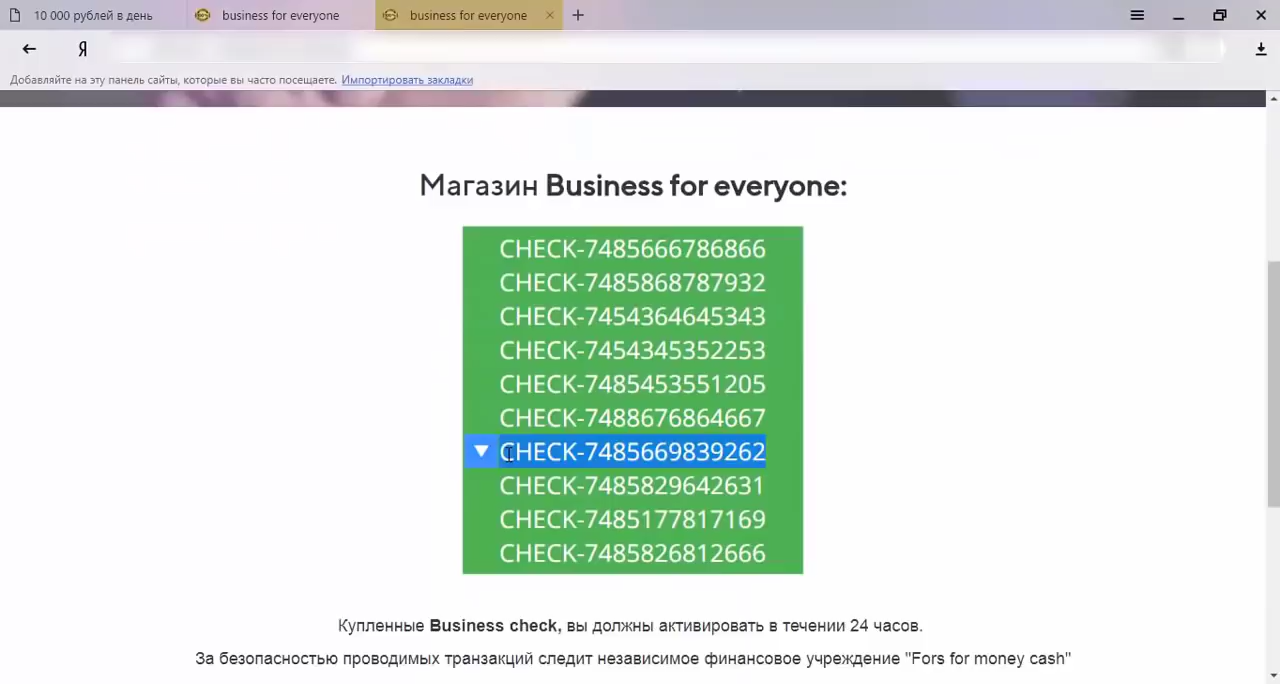 10 000 рублей в день
business for everyone
business for everyone
Я
Добавляйте на эту панель сайты, которые вы часто посещаете. Импортировать закладки
Магазин Business for everyone:
CHECK-7485666786866
CHECK-7485868787932
CHECK-7454364645343
CHECK-7454345352253
CHECK-7485453551205
CHECK-7488676864667
CHECK-7485669839262
CHECK-7485829642631
CHECK-7485177817169
CHECK-7485826812666
Купленные Business check, вы должны активировать в течении 24 часов.
За безопасностью проводимых транзакций следит независимое финансовое учреждение "Fors for money cash"